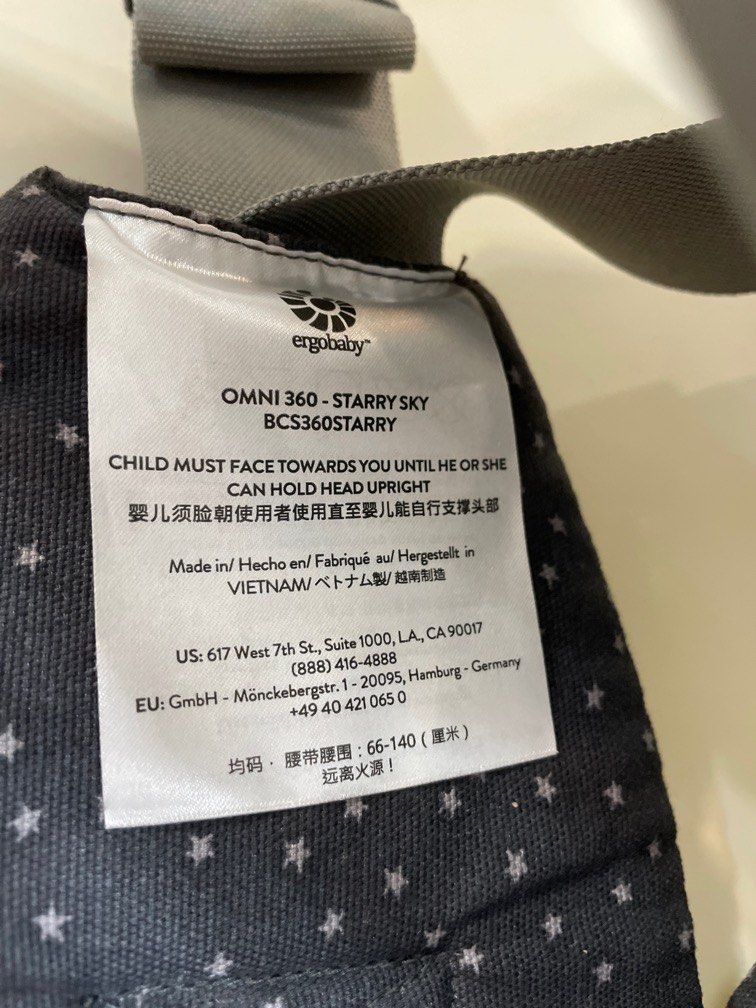 ergobaby™
OMNI 360 - STARRY SKY
BCS360STARRY
CHILD MUST FACE TOWARDS YOU UNTIL HE OR SHE
CAN HOLD HEAD UPRIGHT
婴儿须脸朝使用者使用直至婴儿能自行支撑头部
Made in/ Hecho en/ Fabriqué au/ Hergestellt in
VIETNAM/ ベトナム製/ 越南制造
US: 617 West 7th St., Suite 1000, L.A., CA 90017
(888) 416-4888
EU: GmbH - Mönckebergstr. 1 - 20095, Hamburg - Germany
+49 40 421 065 0
均码 · 腰带腰围 : 66-140 ( 厘米 )
远离火源 !